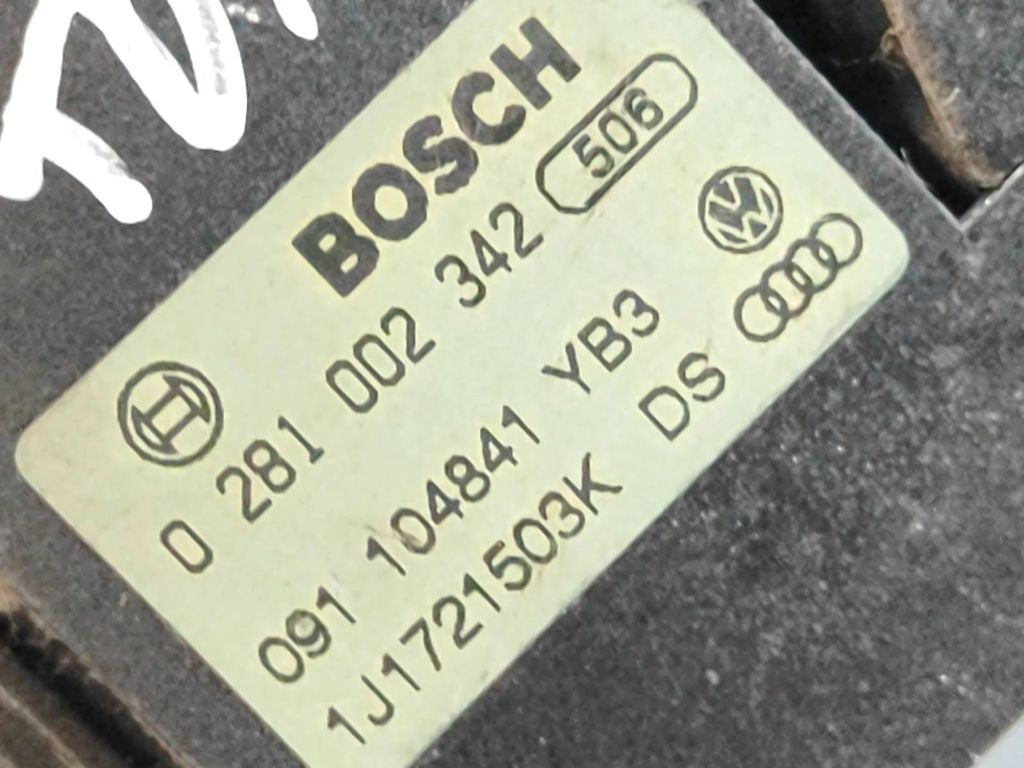 BOSCH
0 281 002 342 506
091 104841 YB3
1J1721503K DS